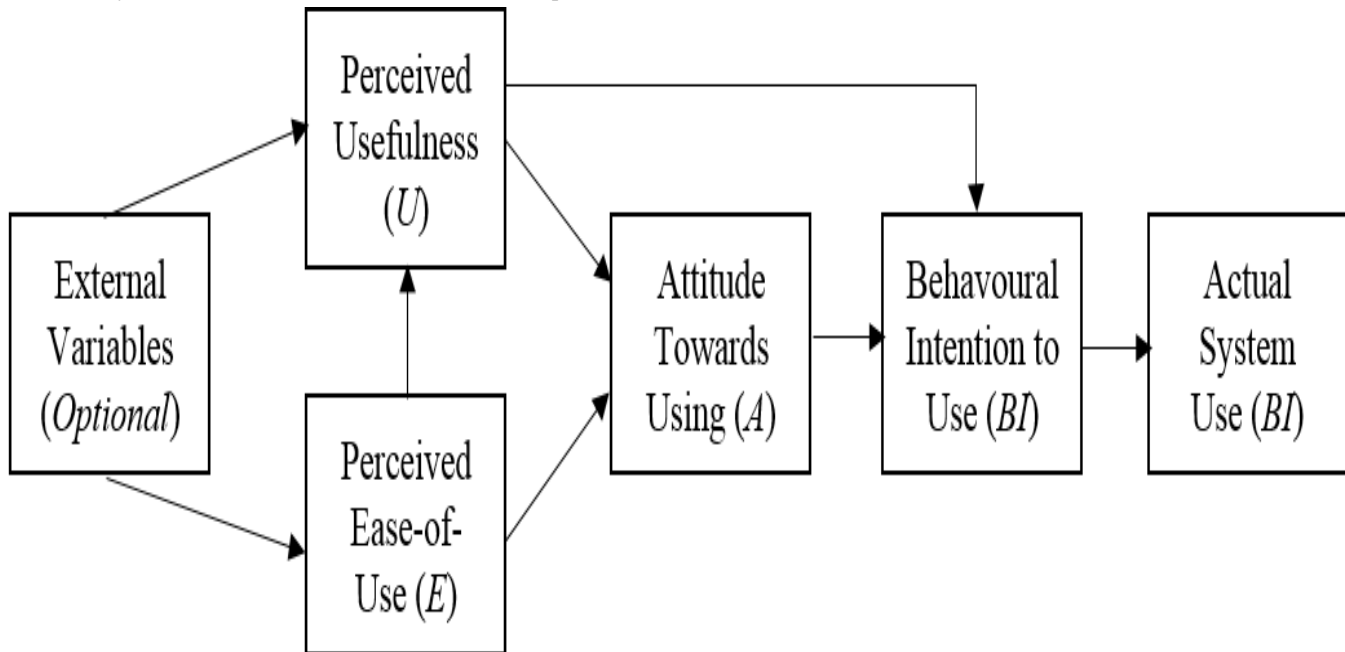 Perceived
Usefulness
(U)
External
Variables
(Optional)
Perceived
Ease-of-
Use (E)
Attitude
Towards
Using (A)
Behavoural
Intention to
Use (BI)
Actual
System
Use (BI)